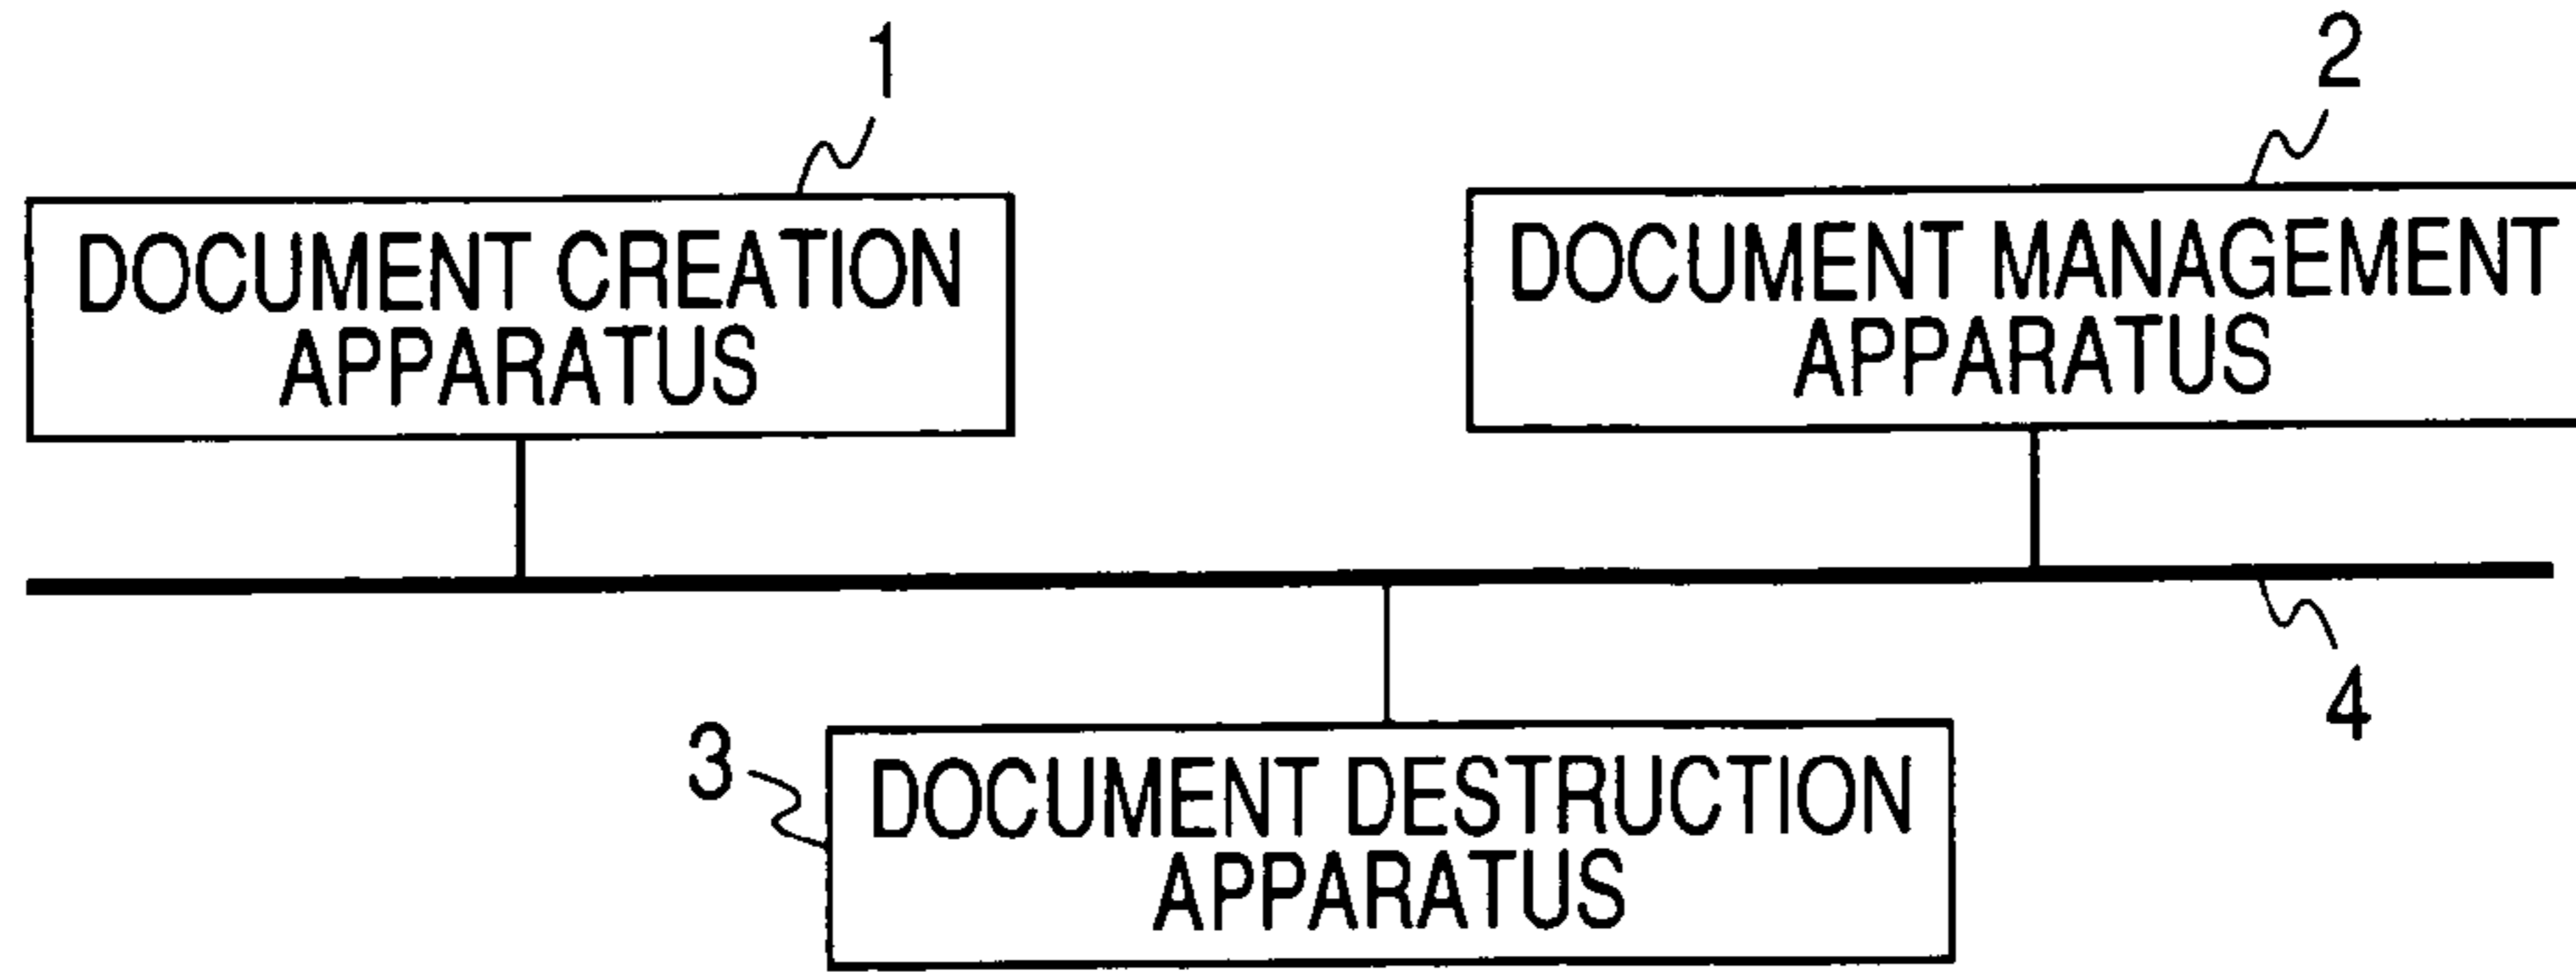 1
2
DOCUMENT CREATION
APPARATUS
DOCUMENT MANAGEMENT
APPARATUS
4
3
DOCUMENT DESTRUCTION
APPARATUS